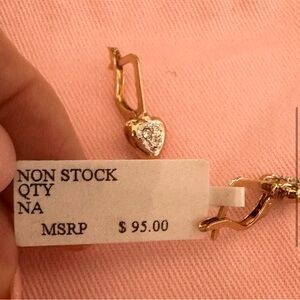 NON STOCK
QTY
NA
MSRP $ 95.00